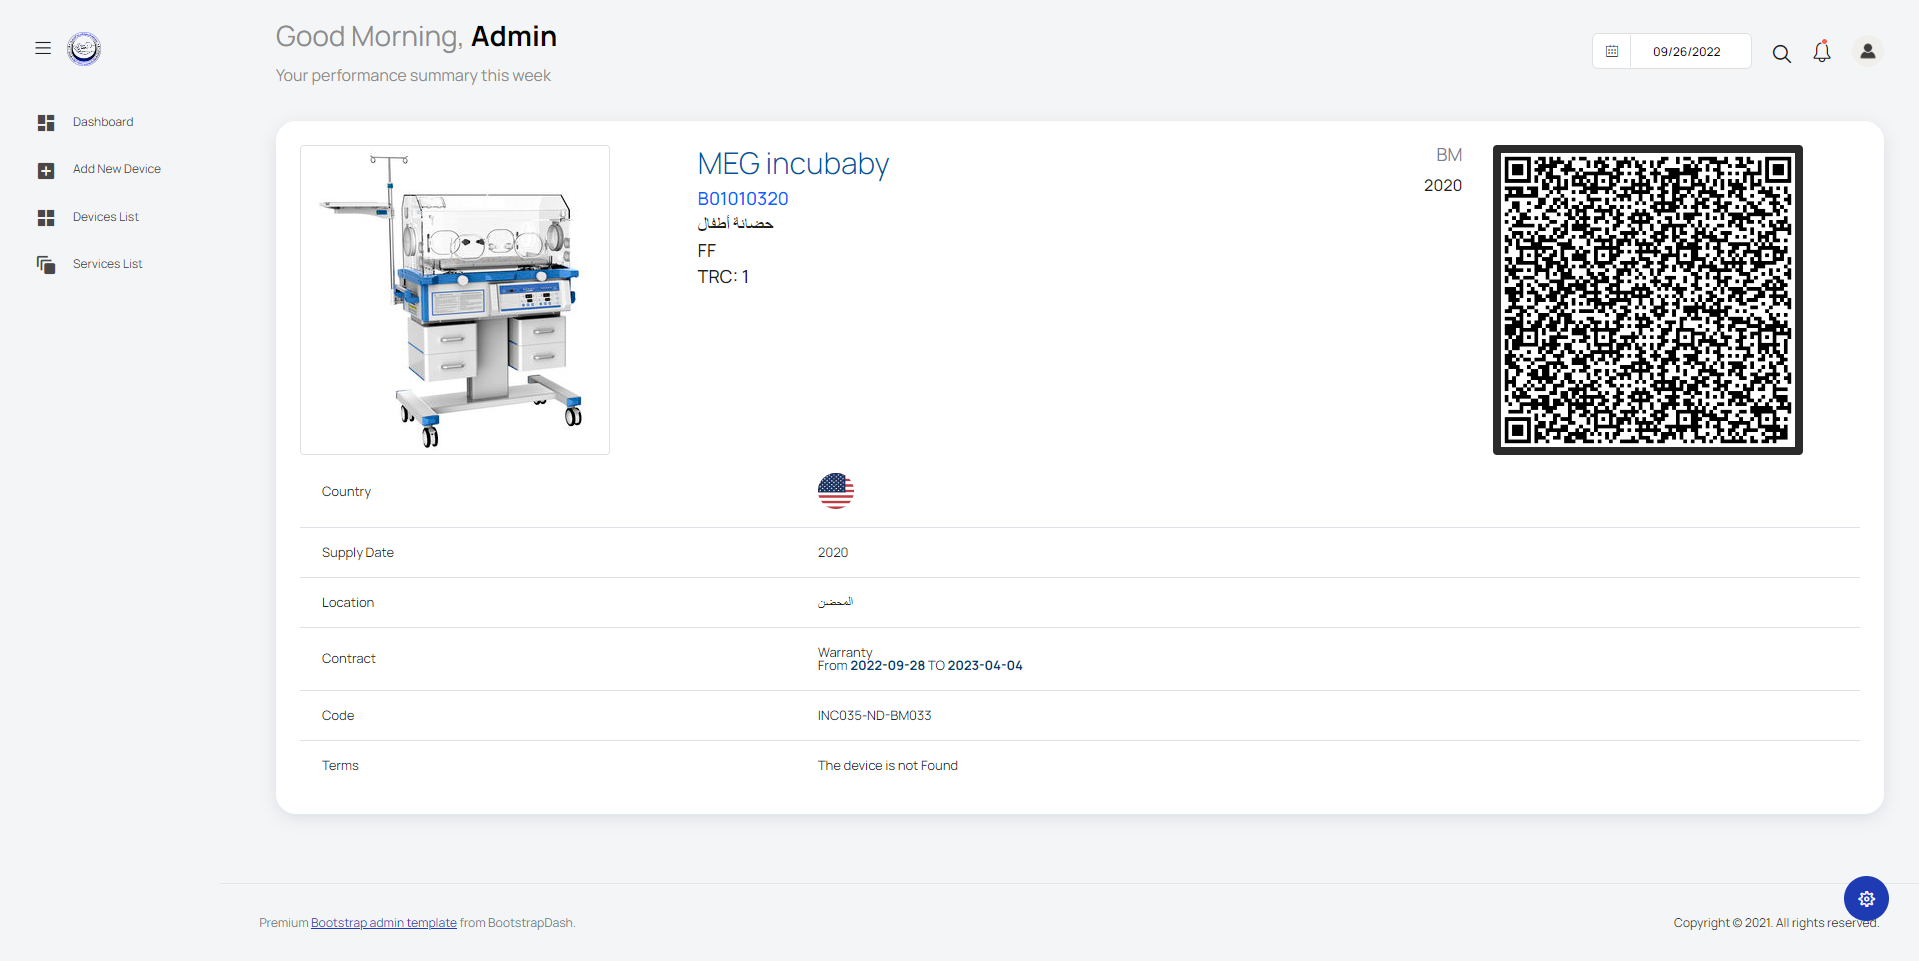 Good Morning, Admin
Your performance summary this week
09/26/2022
Dashboard
Add New Device
Devices List
Services List
MEG incubaby
B01010320
حضانة أطفال
FF
TRC: 1
BM
2020
Country
Supply Date
2020
Location
المحضن
Contract
Warranty
From 2022-09-28 TO 2023-04-04
Code
INC035-ND-BM033
Terms
The device is not Found
Premium Bootstrap admin template from BootstrapDash.
Copyright © 2021. All rights reserved.